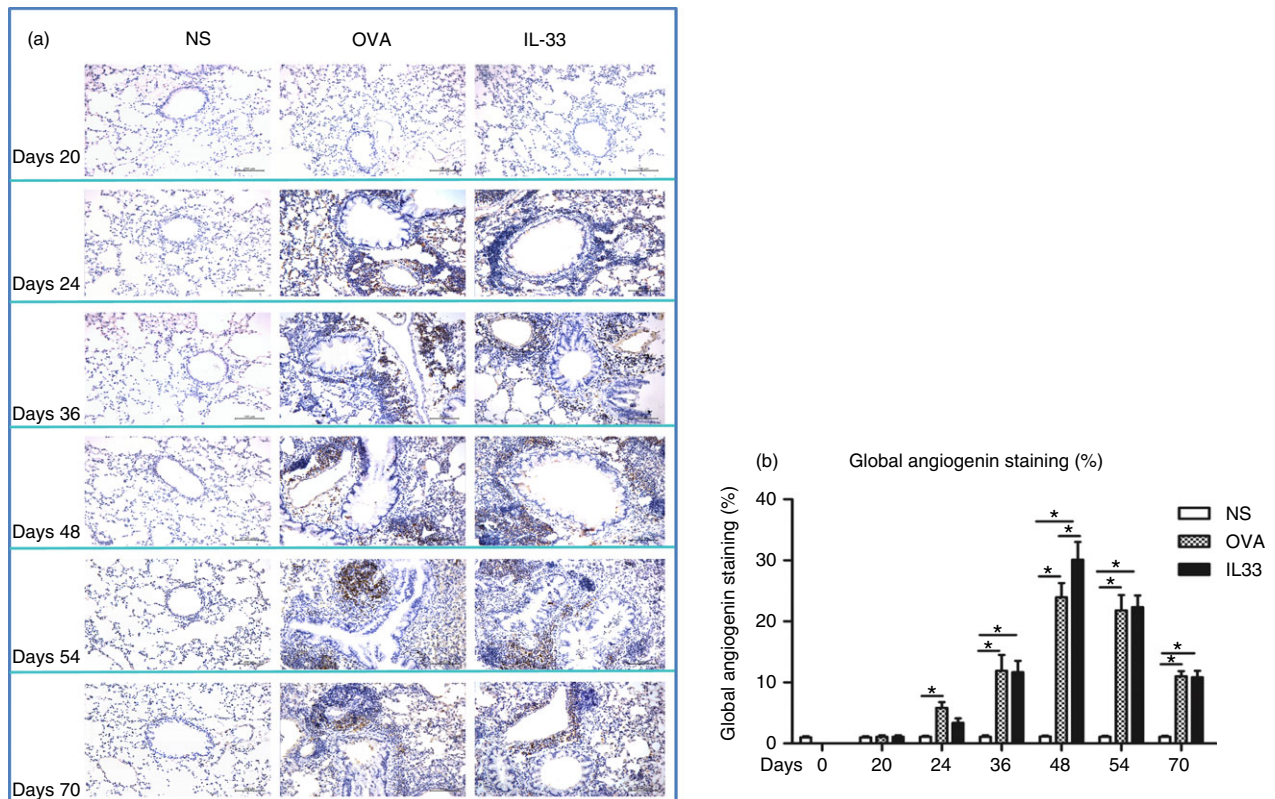 (a) NS OVA IL-33
Days 20
Days 24
Days 36
Days 48
Days 54
Days 70
(b) Global angiogenin staining (%)
Global angiogenin staining (%)
40
30
20
10
0
NS
OVA
IL33
* * * * * * * * * *
Days 0 20 24 36 48 54 70